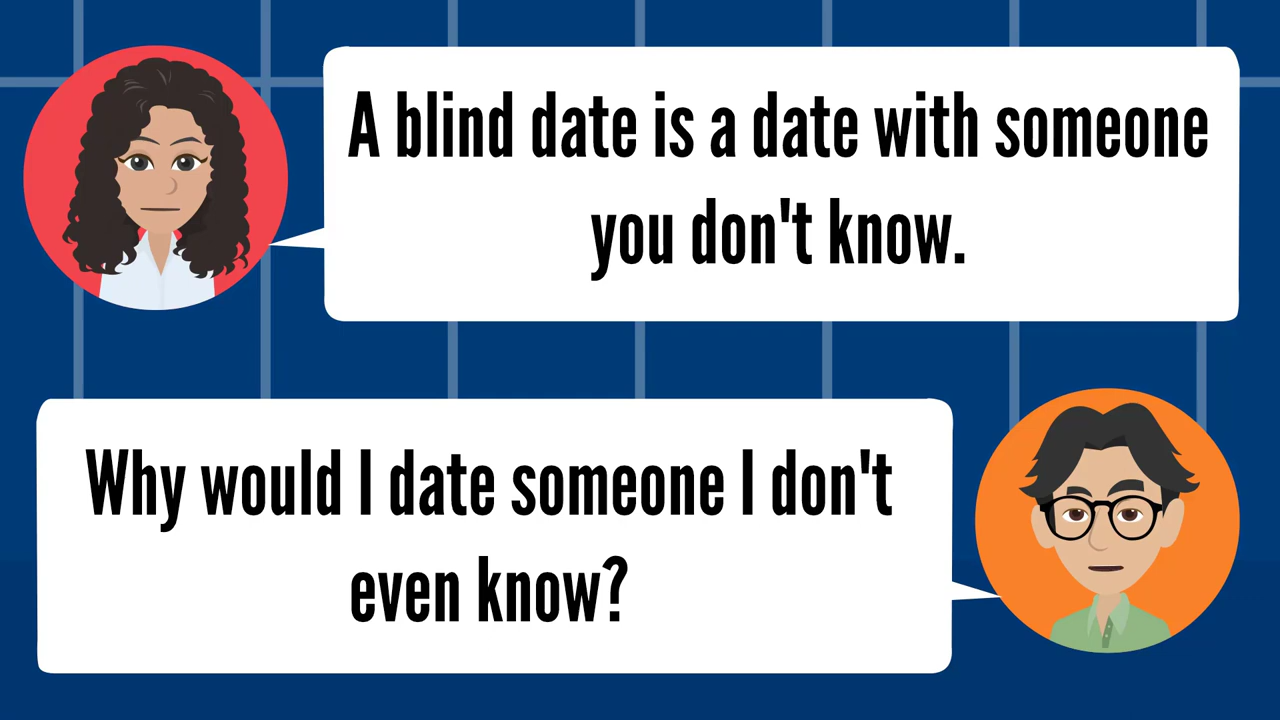 A blind date is a date with someone
you don't know.
Why would I date someone I don't
even know?